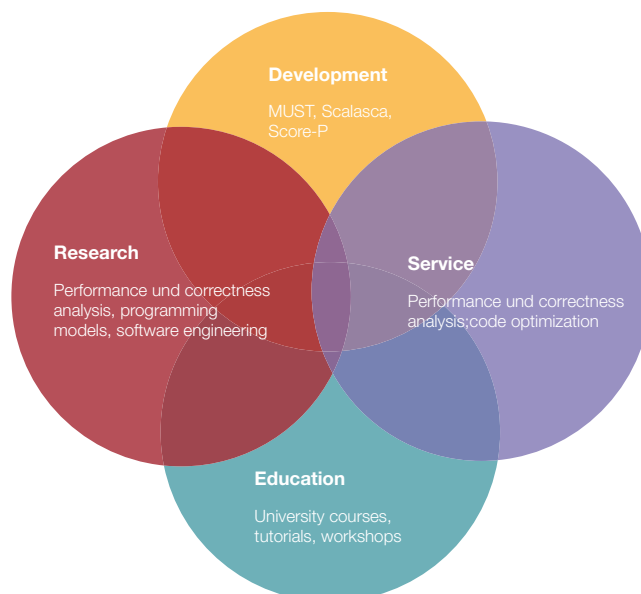 Development
MUST, Scalasca,
Score-P
Research
Performance und correctness
analysis, programming
models, software engineering
Service
Performance und correctness
analysis;code optimization
Education
University courses,
tutorials, workshops